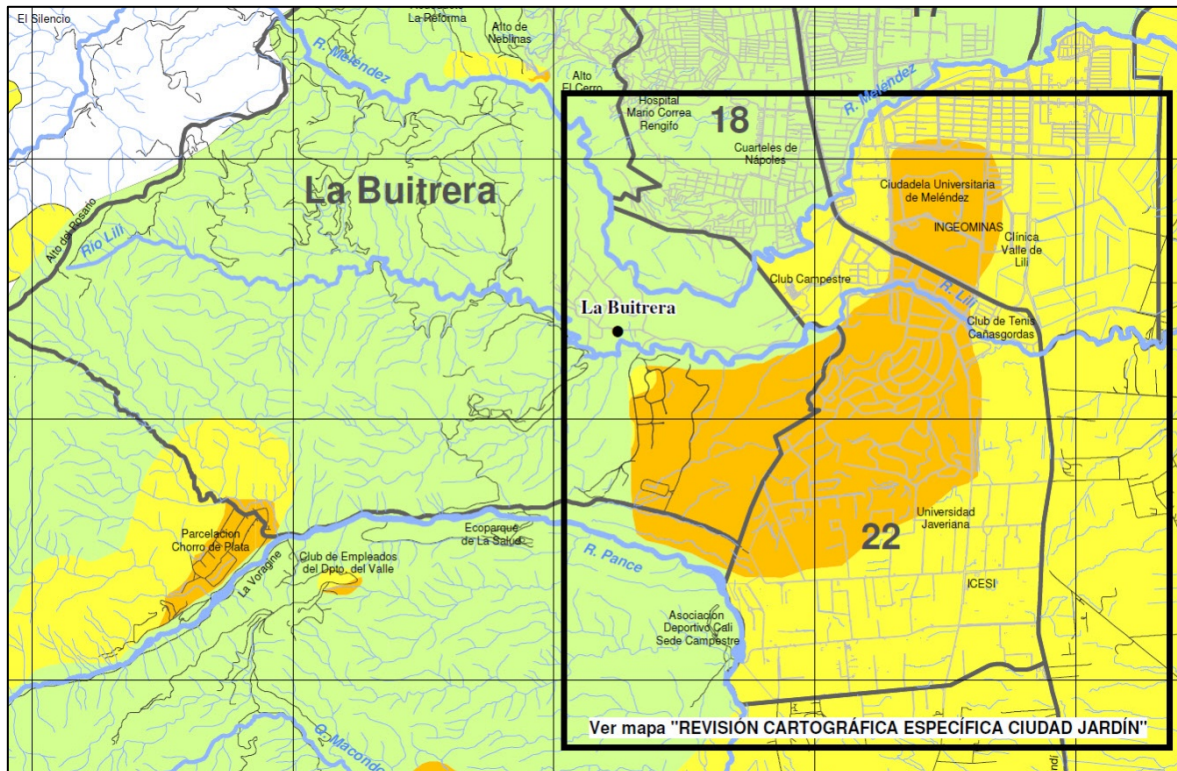 El Silencio
La Reforma
Alto de
Neblinas
R. Meléndez
Alto
El Cerro
Hospital
Mario Correa
Rengifo
18
Cuarteles de
Nápoles
R. Meléndez
La Buitrera
Ciudadela Universitaria
de Meléndez
INGEOMINAS
Clínica
Valle de
Lili
Alto del Rosario
Río Lili
Club Campestre
R. Lili
La Buitrera
Club de Tenis
Cañasgordas
Parcelacion
Chorro de Plata
La Voragine
Club de Empleados
del Dpto. del Valle
Ecoparque
de La Salud
R. Pance
Universidad
Javeriana
22
ICESI
Asociacion
Deportivo Cali
Sede Campestre
Q. Macondo
Ver mapa "REVISIÓN CARTOGRÁFICA ESPECÍFICA CIUDAD JARDÍN"